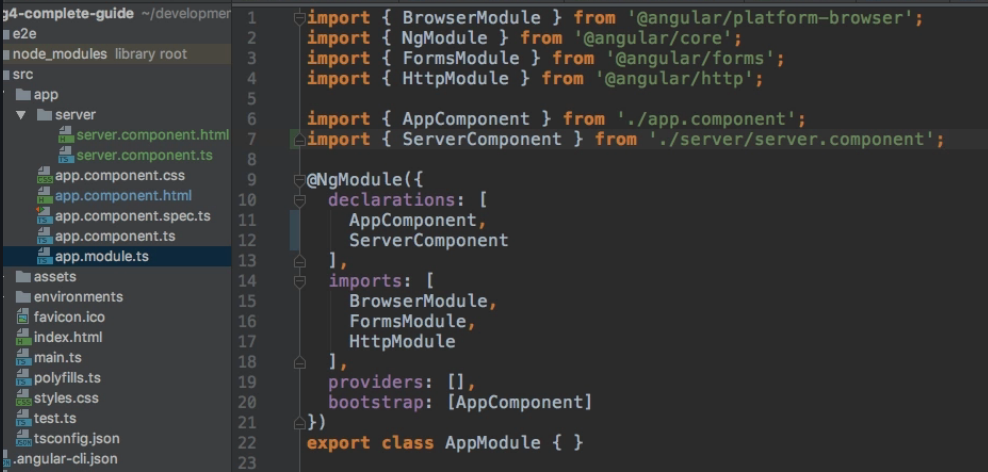 g4-complete-guide ~/developmer
e2e
node_modules library root
src
app
server
server.component.html
server.component.ts
app.component.css
app.component.html
app.component.spec.ts
app.component.ts
app.module.ts
assets
environments
favicon.ico
index.html
main.ts
polyfills.ts
styles.css
test.ts
tsconfig.json
.angular-cli.json
1 import { BrowserModule } from '@angular/platform-browser';
2 import { NgModule } from '@angular/core';
3 import { FormsModule } from '@angular/forms';
4 import { HttpModule } from '@angular/http';
5
6 import { AppComponent } from './app.component';
7 import { ServerComponent } from './server/server.component';
8
9 @NgModule({
10 declarations: [
11 AppComponent,
12 ServerComponent
13 ],
14 imports: [
15 BrowserModule,
16 FormsModule,
17 HttpModule
18 ],
19 providers: [],
20 bootstrap: [AppComponent]
21 })
22 export class AppModule { }
23